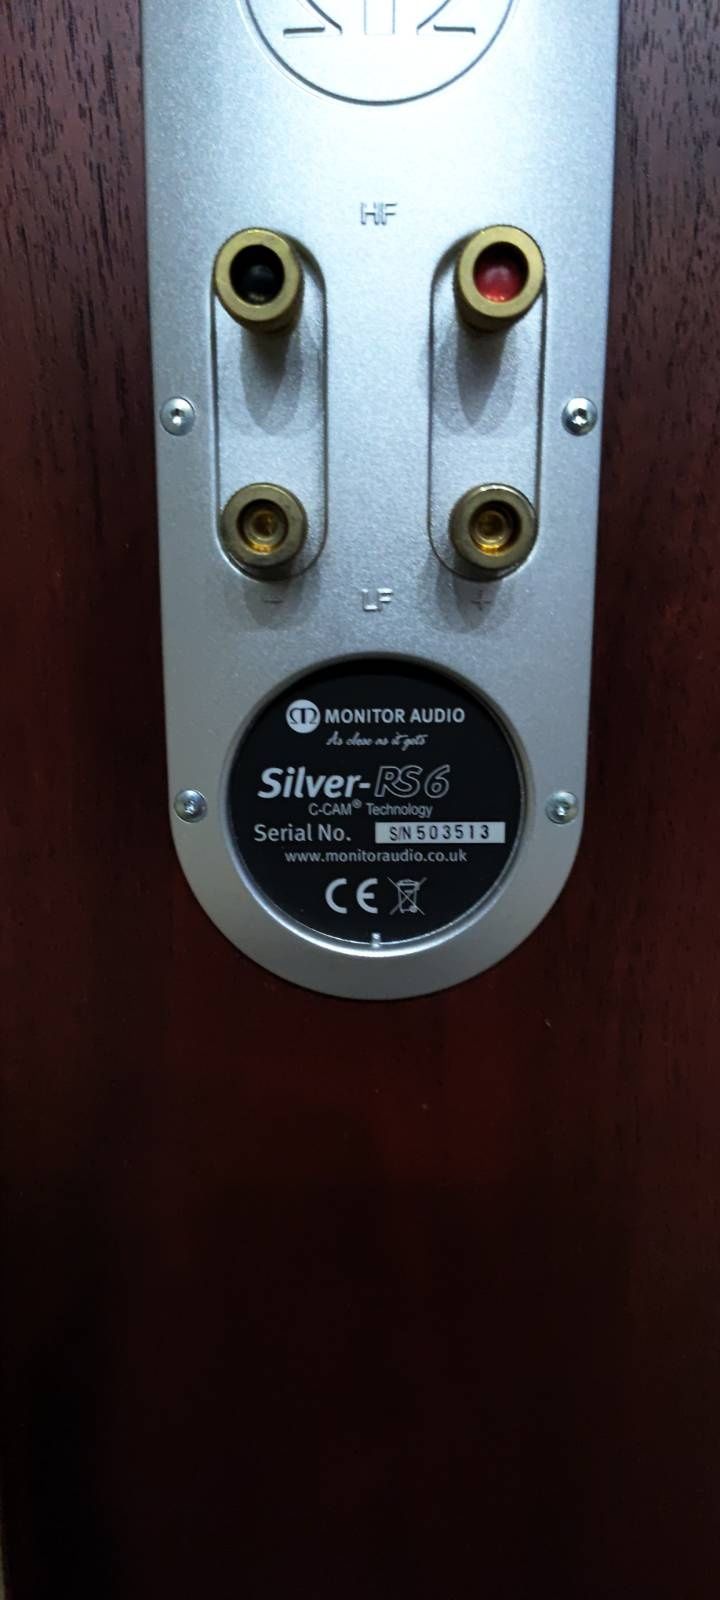 HF
- LF +
MONITOR AUDIO
As close as it gets
Silver-RS6
C-CAM® Technology
Serial No. S/N 503513
www.monitoraudio.co.uk
CE